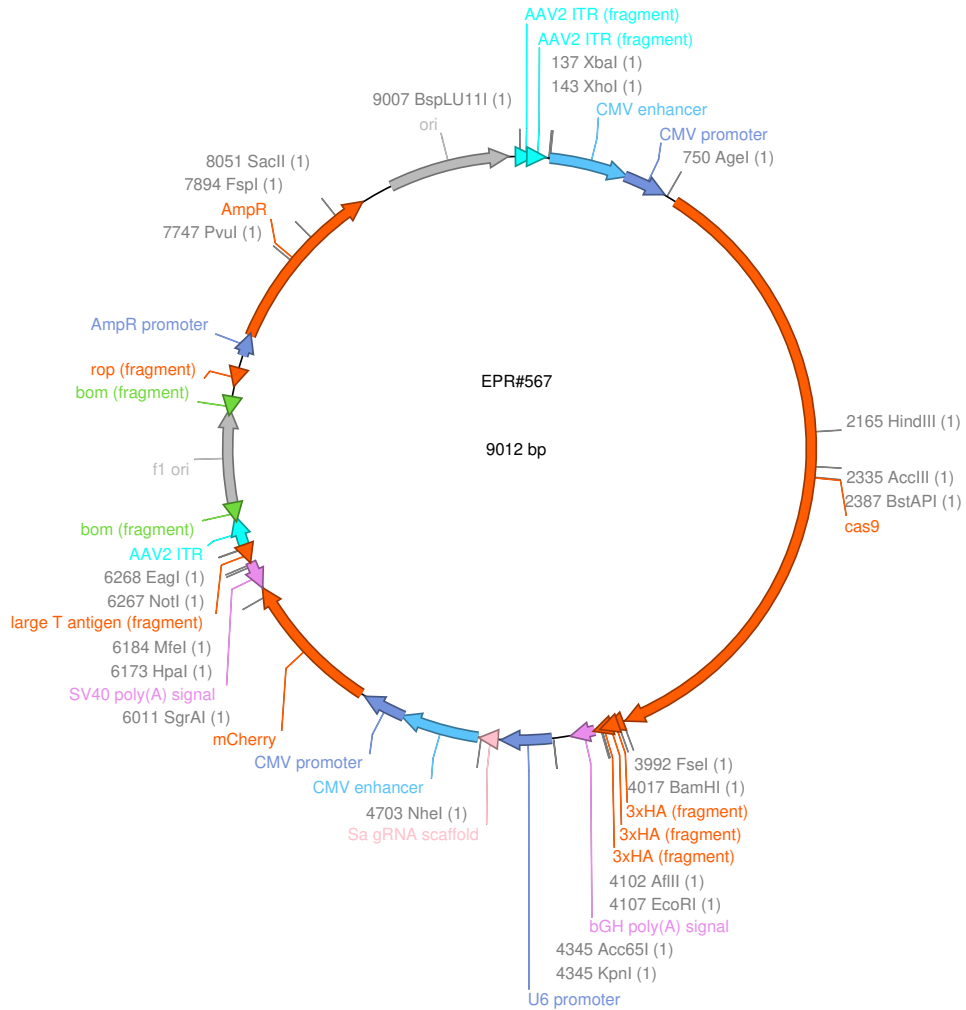 AAV2 ITR (fragment)
AAV2 ITR (fragment)
137 XbaI (1)
143 XhoI (1)
9007 BspLU11I (1)
CMV enhancer
ori
CMV promoter
750 AgeI (1)
8051 SacII (1)
7894 FspI (1)
AmpR
7747 PvuI (1)
AmpR promoter
rop (fragment)
bom (fragment)
EPR#567
2165 HindIII (1)
9012 bp
f1 ori
2335 AccIII (1)
2387 BstAPI (1)
cas9
bom (fragment)
AAV2 ITR
6268 EagI (1)
6267 NotI (1)
large T antigen (fragment)
6184 MfeI (1)
6173 HpaI (1)
SV40 poly(A) signal
6011 SgrAI (1)
mCherry
CMV promoter
3992 FseI (1)
CMV enhancer
4017 BamHI (1)
4703 NheI (1)
3xHA (fragment)
Sa gRNA scaffold
3xHA (fragment)
3xHA (fragment)
4102 AflII (1)
4107 EcoRI (1)
bGH poly(A) signal
4345 Acc65I (1)
4345 KpnI (1)
U6 promoter